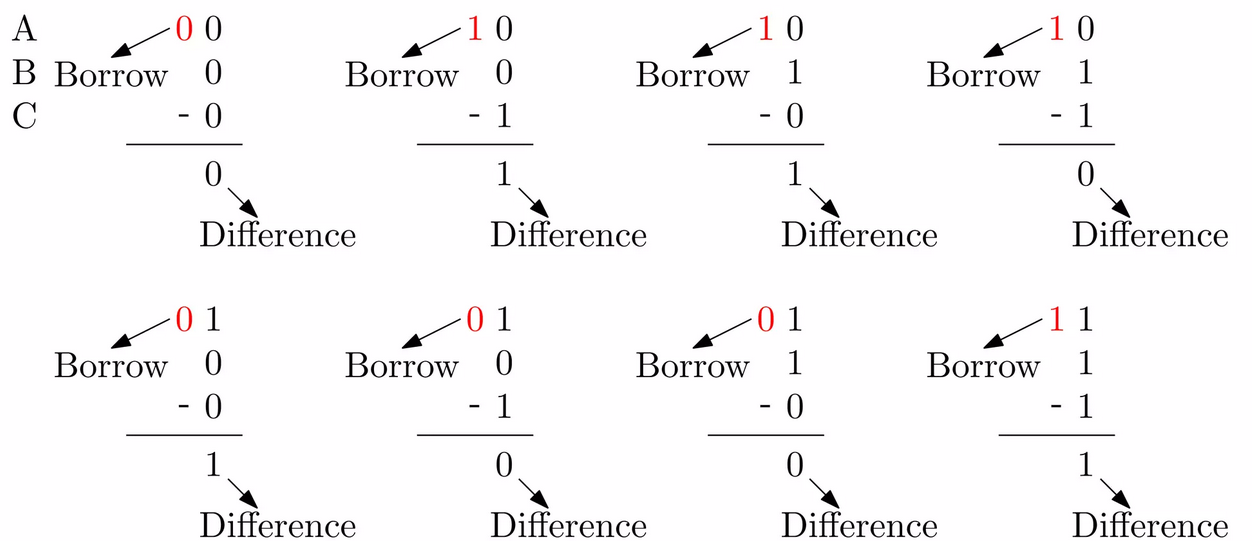 A 0 0 1 0 1 0 1 0
B Borrow 0 Borrow 0 Borrow 1 Borrow 1
C - 0 - 1 - 0 - 1
0 1 1 0
Difference Difference Difference Difference
0 1 0 1 0 1 1 1
Borrow 0 Borrow 0 Borrow 1 Borrow 1
- 0 - 1 - 0 - 1
1 0 0 1
Difference Difference Difference Difference